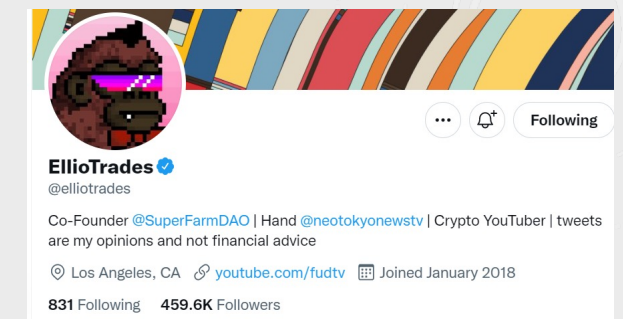 Following
EllioTrades
@elliotrades
Co-Founder @SuperFarmDAO | Hand @neotokyonewstv | Crypto YouTuber | tweets
are my opinions and not financial advice
Los Angeles, CA youtube.com/fudtv Joined January 2018
831 Following 459.6K Followers